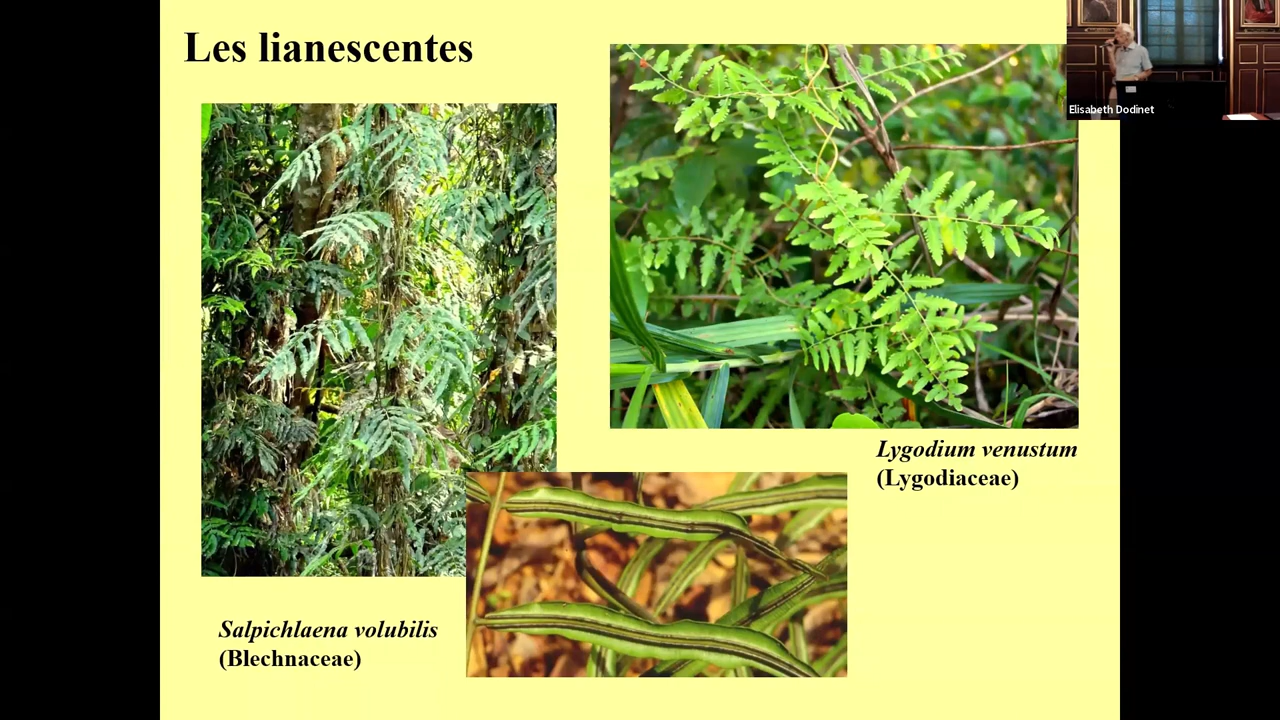 Les lianescentes
Elisabeth Dodinet
Lygodium venustum
(Lygodiaceae)
Salpichlaena volubilis
(Blechnaceae)